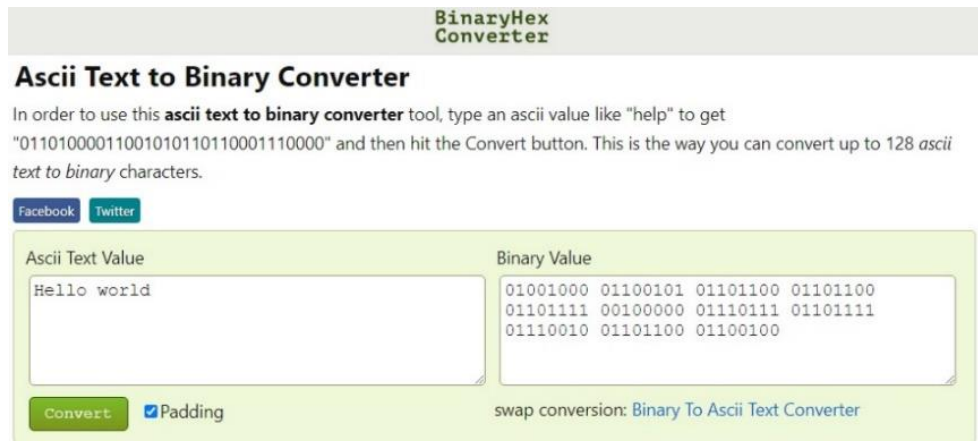 BinaryHex
Converter
Ascii Text to Binary Converter
In order to use this ascii text to binary converter tool, type an ascii value like "help" to get
"01101000011001010110110001110000" and then hit the Convert button. This is the way you can convert up to 128 ascii
text to binary characters.
Facebook Twitter
Ascii Text Value Binary Value
Hello world
01001000 01100101 01101100 01101100
01101111 00100000 01110111 01101111
01110010 01101100 01100100
Convert Padding swap conversion: Binary To Ascii Text Converter